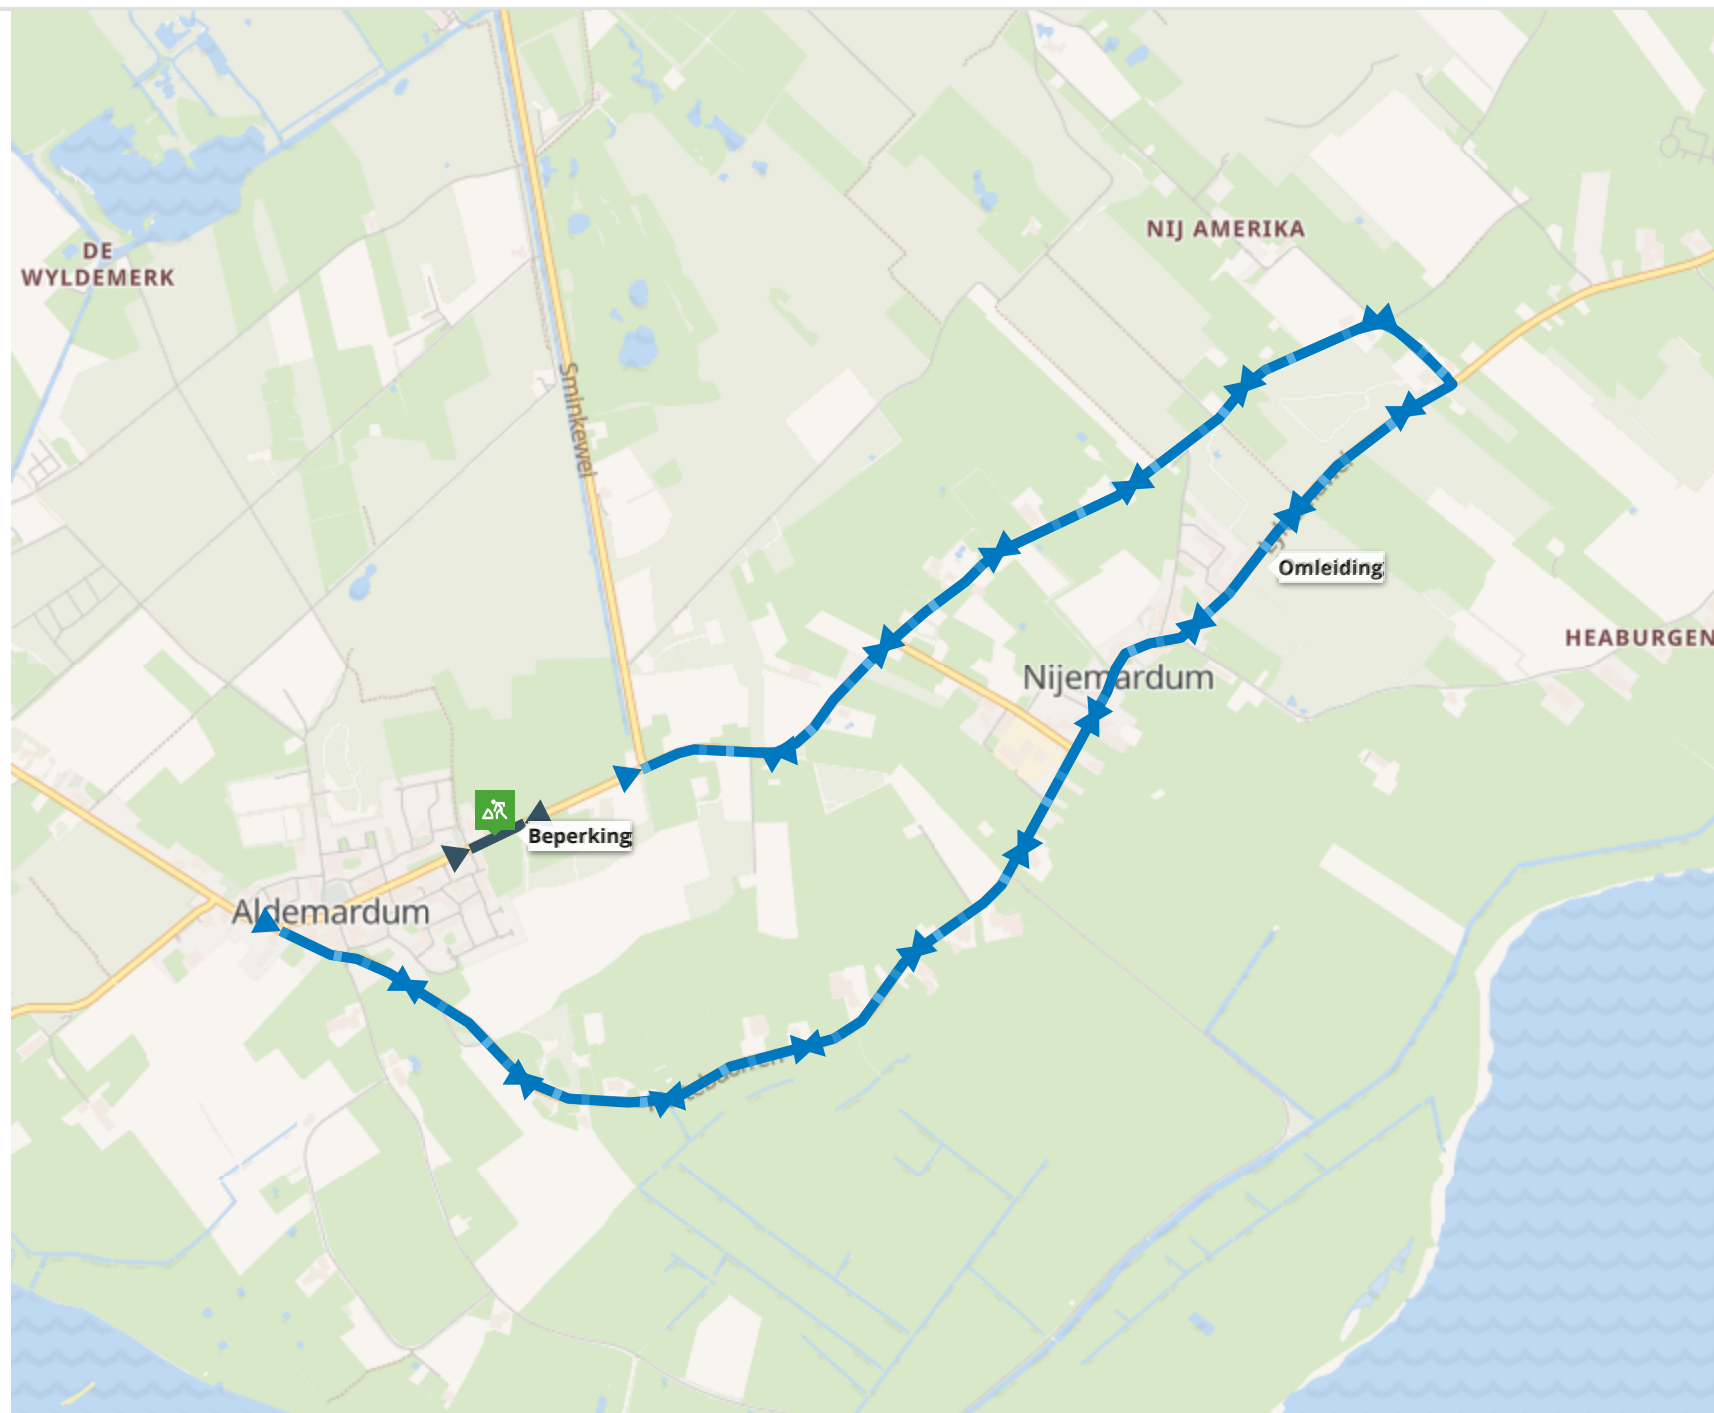 NIJ AMERIKA
DE
WYLDEMERK
Sminkewei
Omleiding
HEABURGEN
Nijemardum
Beperking
Aldemardum